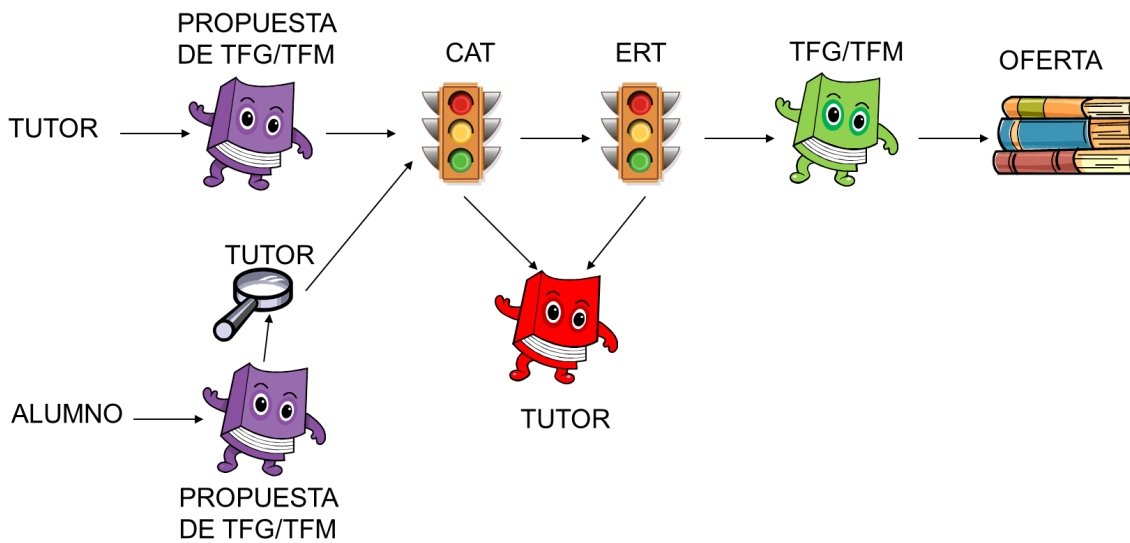 PROPUESTA
DE TFG/TFM
CAT
ERT
TFG/TFM
OFERTA
TUTOR
TUTOR
ALUMNO
TUTOR
PROPUESTA
DE TFG/TFM